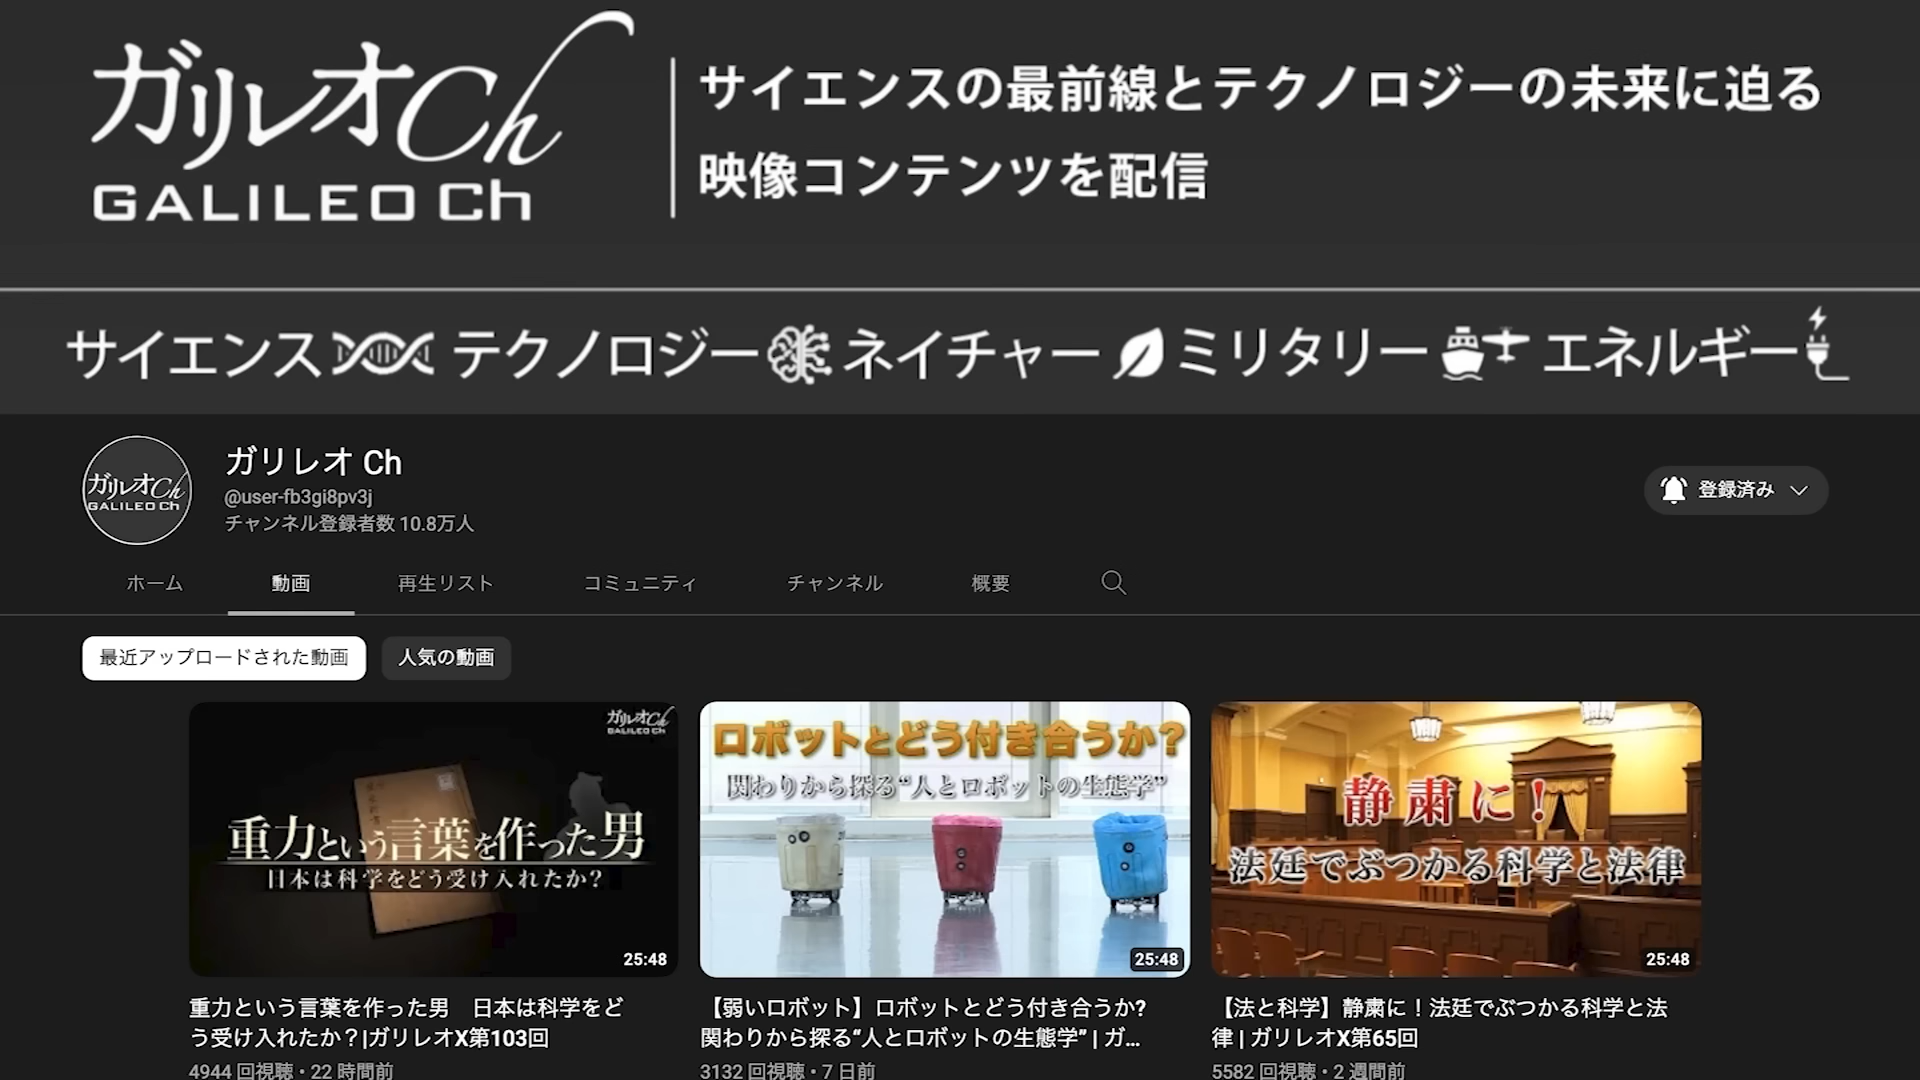 ガリレオCh
GALILEO Ch
サイエンスの最前線とテクノロジーの未来に迫る
映像コンテンツを配信
サイエンス テクノロジー ネイチャー ミリタリー エネルギー
ガリレオCh
GALILEO Ch
ガリレオ Ch
@user-fb3gi8pv3j
チャンネル登録者数 10.8万人
登録済み
ホーム 動画 再生リスト コミュニティ チャンネル 概要
最近アップロードされた動画 人気の動画
ガリレオCh
GALILEO Ch
重力という言葉を作った男
日本は科学をどう受け入れたか?
25:48
ロボットとどう付き合うか?
関わりから探る“人とロボットの生態学”
25:48
静粛に!
法廷でぶつかる科学と法律
25:48
重力という言葉を作った男　日本は科学をど
う受け入れたか？|ガリレオX第103回
4944 回視聴・22 時間前
【弱いロボット】ロボットとどう付き合うか?
関わりから探る“人とロボットの生態学” | ガ...
3132 回視聴・7 日前
【法と科学】静粛に！法廷でぶつかる科学と法
律 | ガリレオX第65回
5582 回視聴・2 週間前